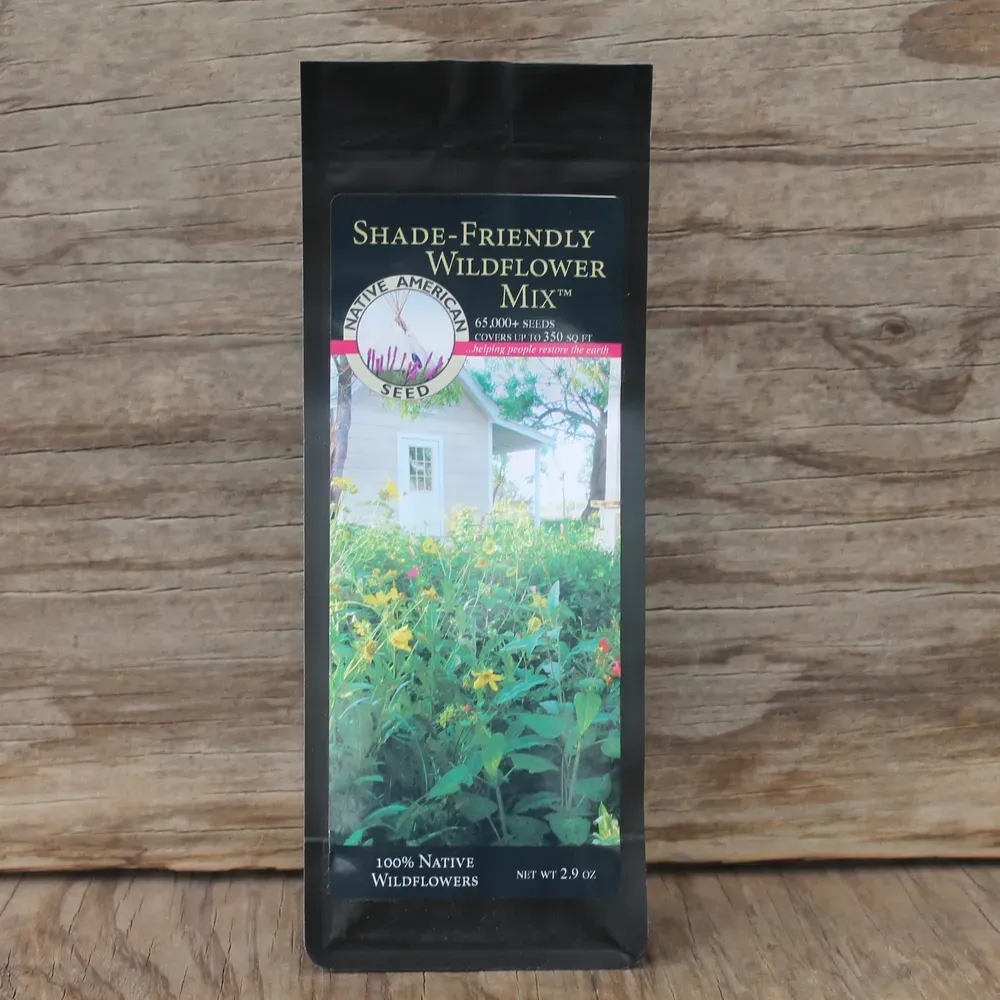 Shade-Friendly
Wildflower
Mix™
NATIVE AMERICAN
SEED
65,000+ SEEDS
COVERS UP TO 350 SQ FT
...helping people restore the earth
100% Native
Wildflowers
NET WT 2.9 OZ